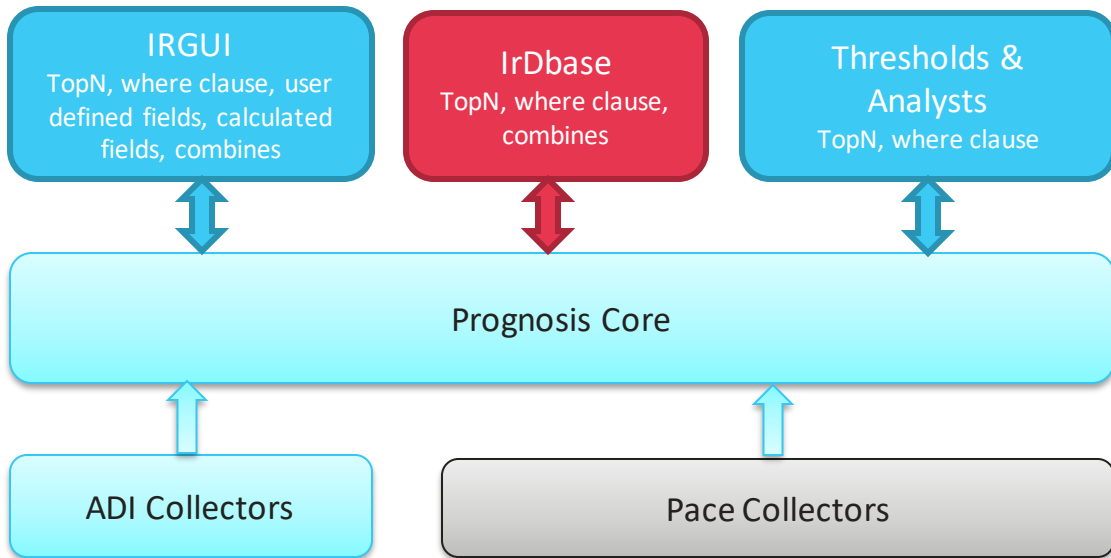 IRGUI
TopN, where clause, user
defined fields, calculated
fields, combines
IrDbase
TopN, where clause,
combines
Thresholds &
Analysts
TopN, where clause
Prognosis Core
ADI Collectors
Pace Collectors